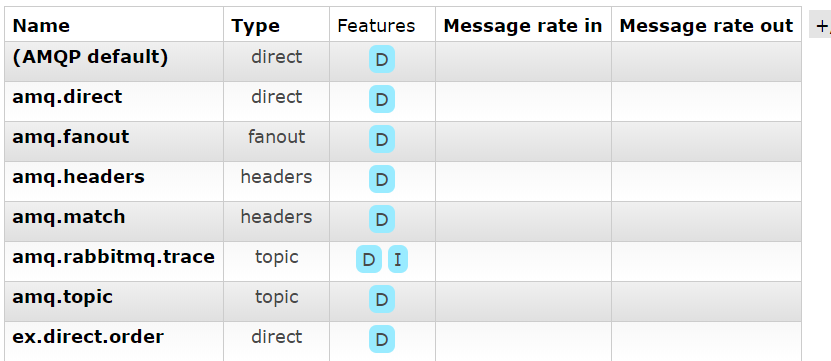 Name Type Features Message rate in Message rate out +/
(AMQP default) direct D
amq.direct direct D
amq.fanout fanout D
amq.headers headers D
amq.match headers D
amq.rabbitmq.trace topic D I
amq.topic topic D
ex.direct.order direct D